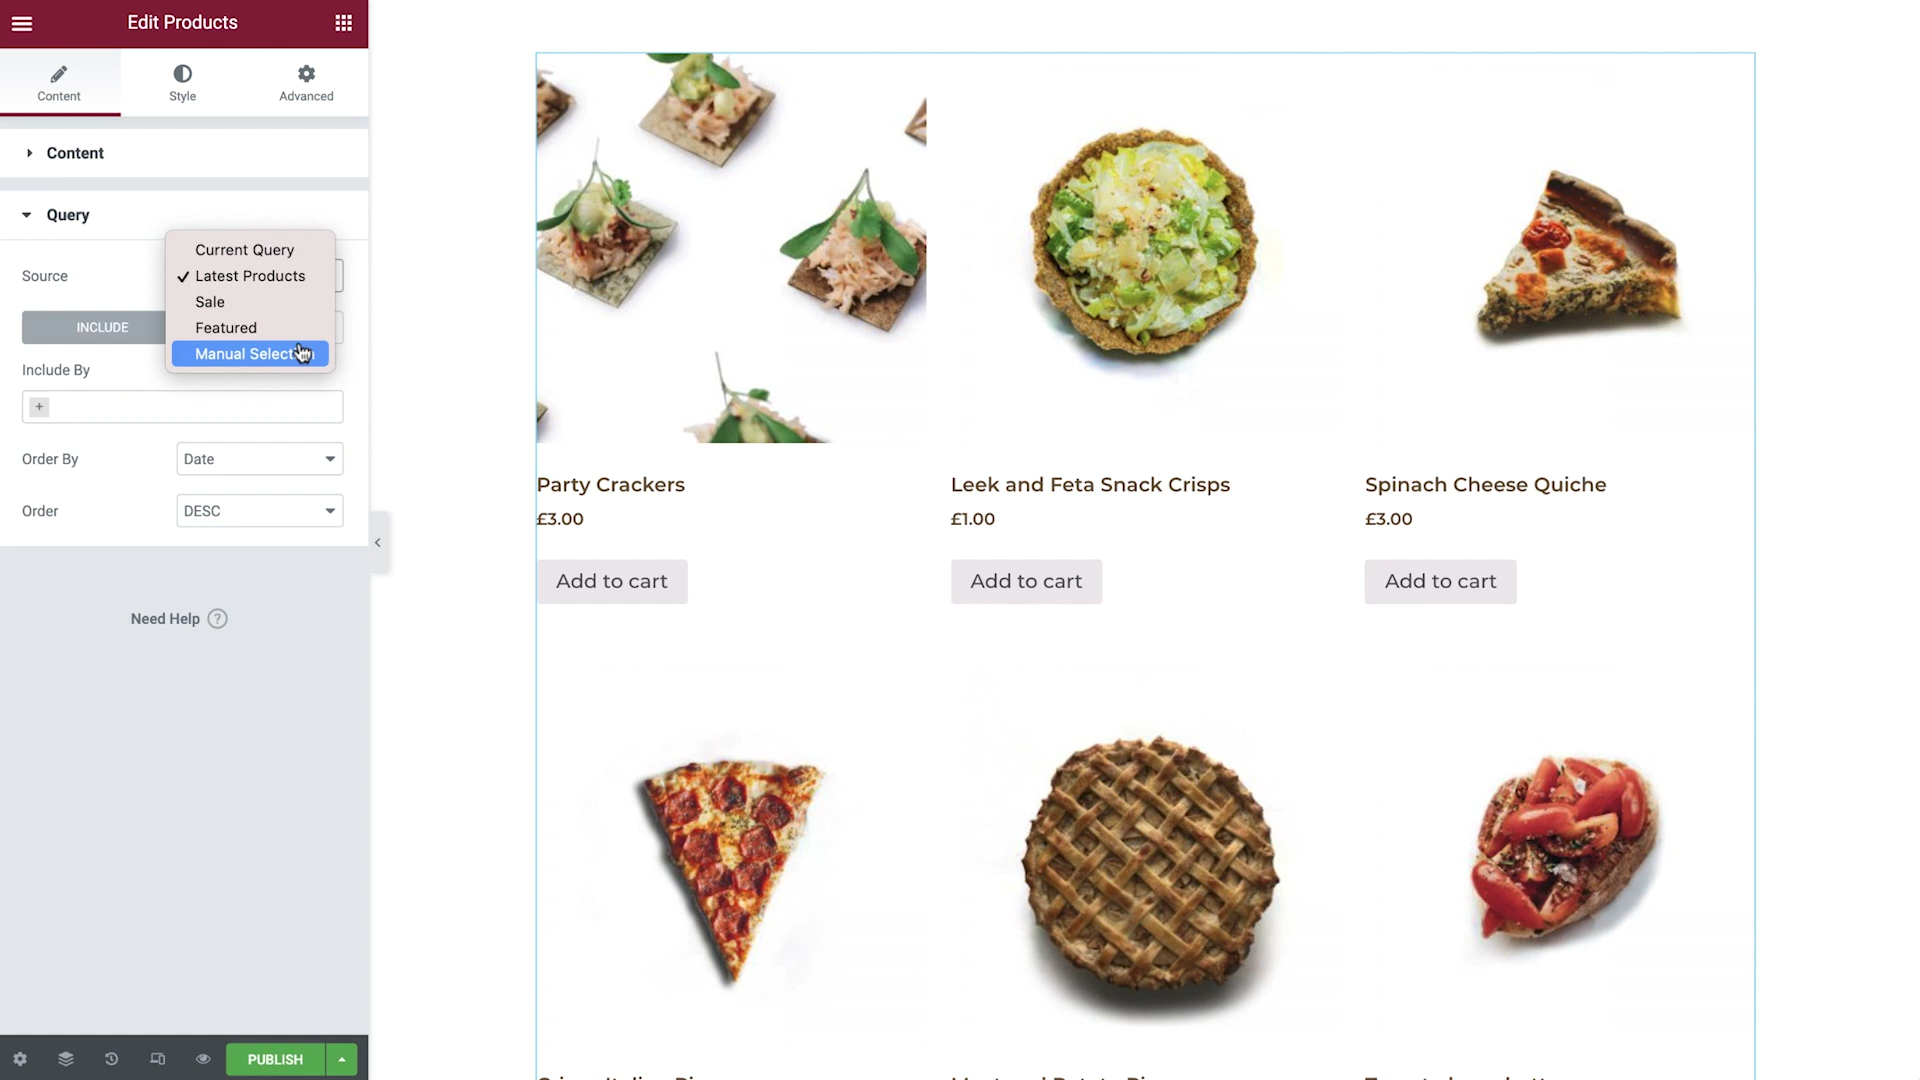 Edit Products
Content
Style
Advanced
Content
Query
Source
Current Query
Latest Products
Sale
Featured
Manual Select
INCLUDE
Include By
+
Order By
Date
Order
DESC
Need Help ?
PUBLISH
Party Crackers
£3.00
Add to cart
Leek and Feta Snack Crisps
£1.00
Add to cart
Spinach Cheese Quiche
£3.00
Add to cart